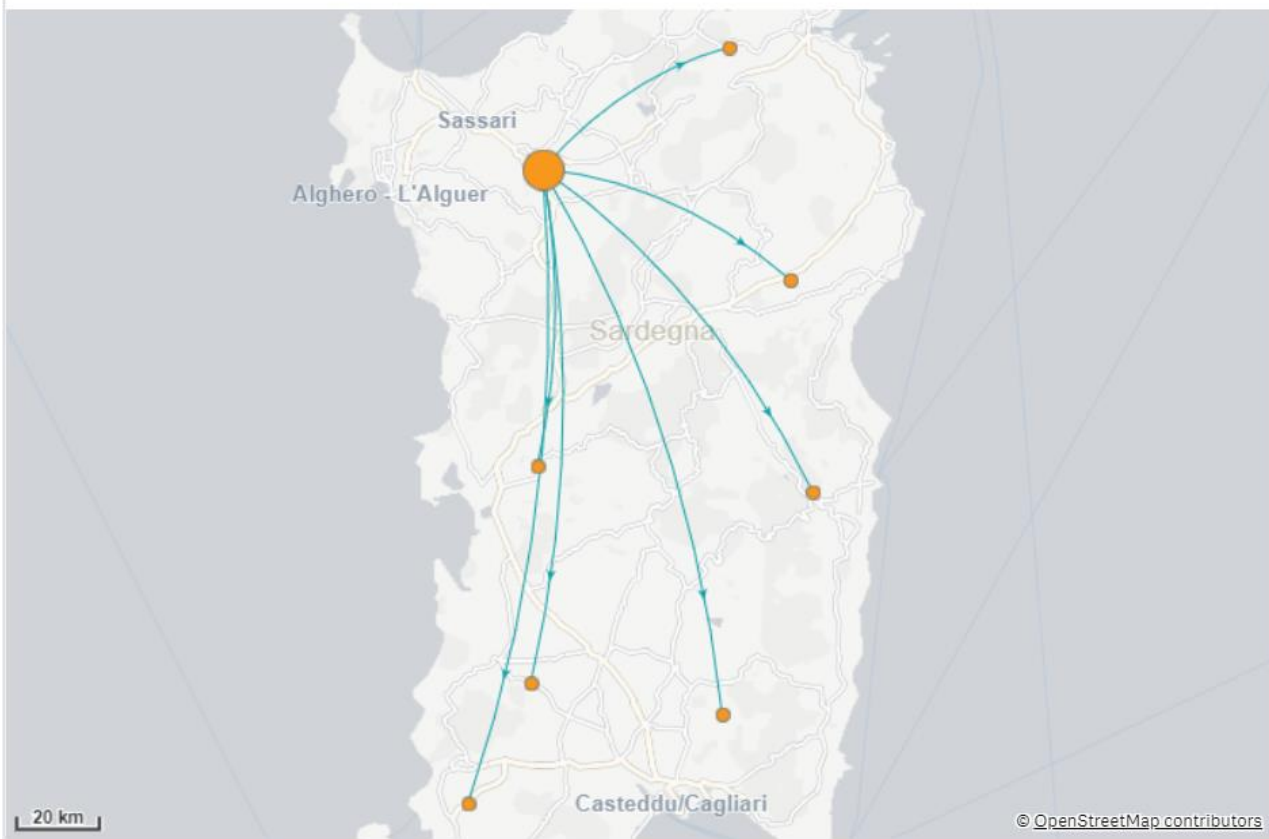 Sassari
Alghero - L'Alguer
Sardegna
Casteddu/Cagliari
20 km
© OpenStreetMap contributors